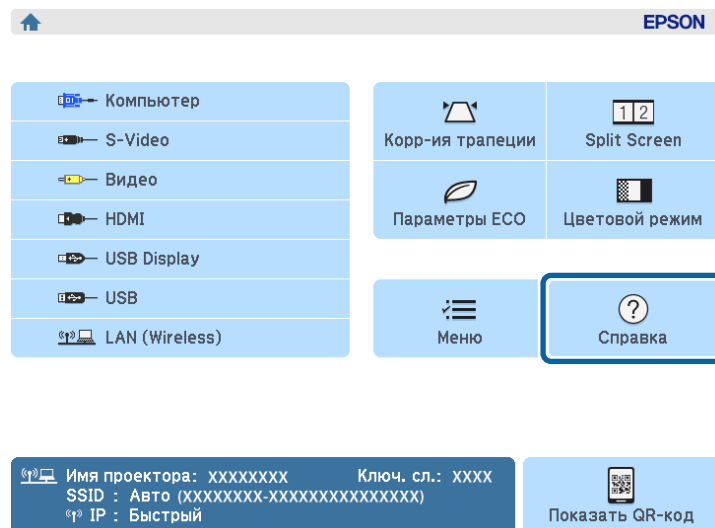 EPSON
Компьютер
S-Video
Видео
HDMI
USB Display
USB
LAN (Wireless)
Корр-ия трапеции
1 2
Split Screen
Параметры ECO
Цветовой режим
Меню
?
Справка
Имя проектора: XXXXXXXX Ключ. сл.: XXXX
SSID : Авто (XXXXXXXX-XXXXXXXXXXXXXXX)
IP : Быстрый
Показать QR-код